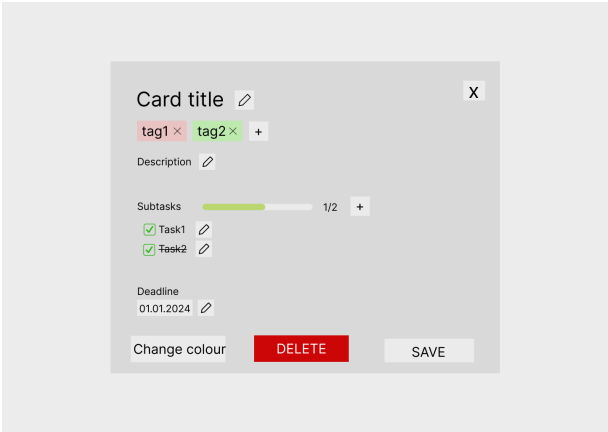 Card title
X
tag1 × tag2 × +
Description
Subtasks 1/2 +
Task1
Task2
Deadline
01.01.2024
Change colour DELETE SAVE